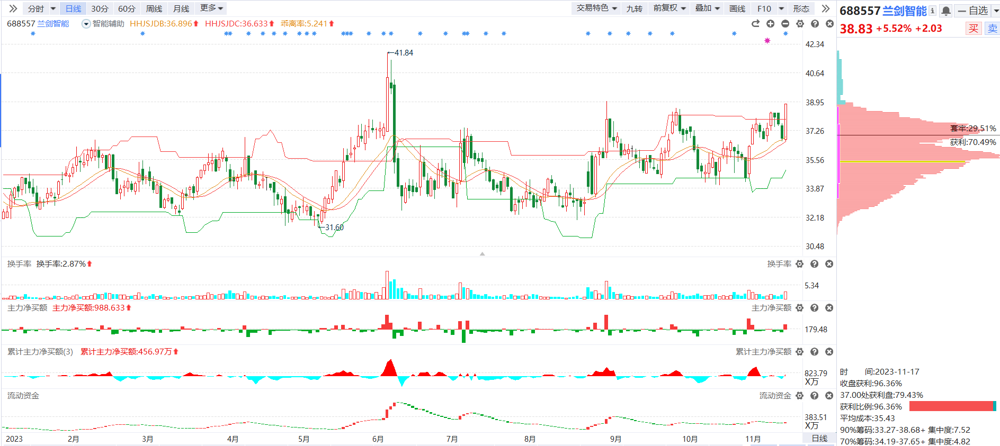 分时 日线 30分 60分 周线 月线 更多 交易特色 九转 前复权 叠加 画线 F10 形态
688557 兰剑智能 自选
688557 兰剑智能 智能辅助 HHJSJDB:36.896 HHJSJDC:36.633 乖离率:5.241
38.83 +5.52% +2.03 买 卖
42.34
41.84
40.64
38.95
37.26
35.56
33.87
32.18
31.60
30.48
套牢:29.51%
获利:70.49%
换手率 换手率:2.87% 换手率
5.34
主力净买额 主力净买额:988.633 主力净买额
179.48
累计主力净买额(3) 累计主力净买额:456.97万 累计主力净买额
823.79
X万
流动资金 流动资金
383.51
X万
2023 2月 3月 4月 5月 6月 7月 8月 9月 10月 11月 日线
时 间:2023-11-17
收盘获利:96.36%
37.00处获利盘:79.43%
获利比例:96.36%
平均成本:35.43
90%筹码:33.27-38.68+ 集中度:7.52
70%筹码:34.19-37.65+ 集中度:4.82